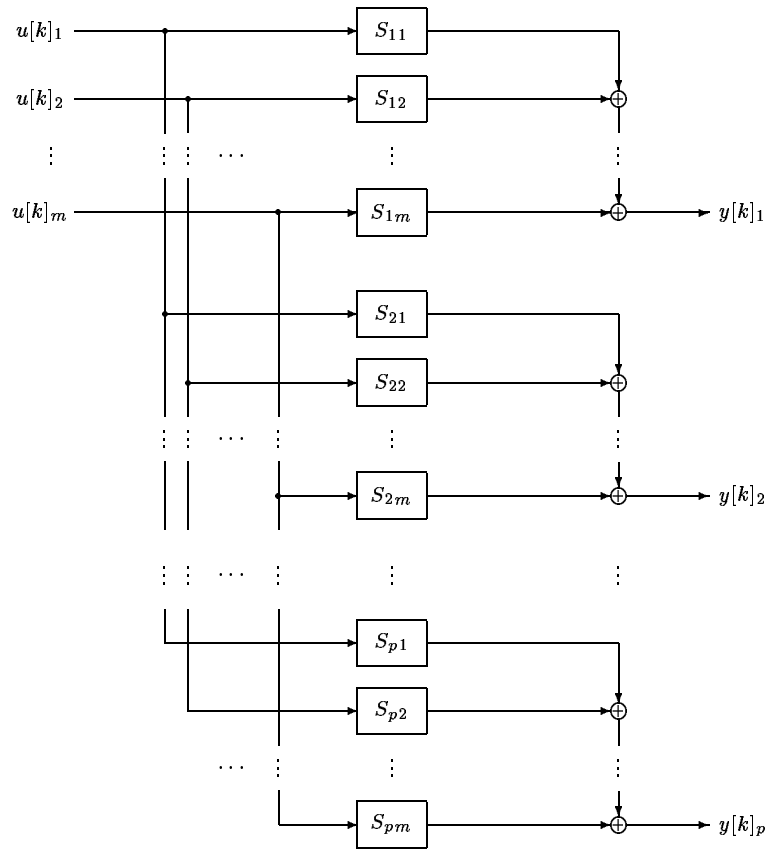 u[k]₁ S₁₁
u[k]₂ S₁₂
⋮ ⋮ ⋮ ⋯ ⋮ ⋮
u[k]ₘ S₁ₘ y[k]₁
S₂₁
S₂₂
⋮ ⋮ ⋯ ⋮ ⋮ ⋮
S₂ₘ y[k]₂
⋮ ⋮ ⋯ ⋮ ⋮ ⋮
Sₚ₁
Sₚ₂
⋯ ⋮ ⋮ ⋮
Sₚₘ y[k]ₚ